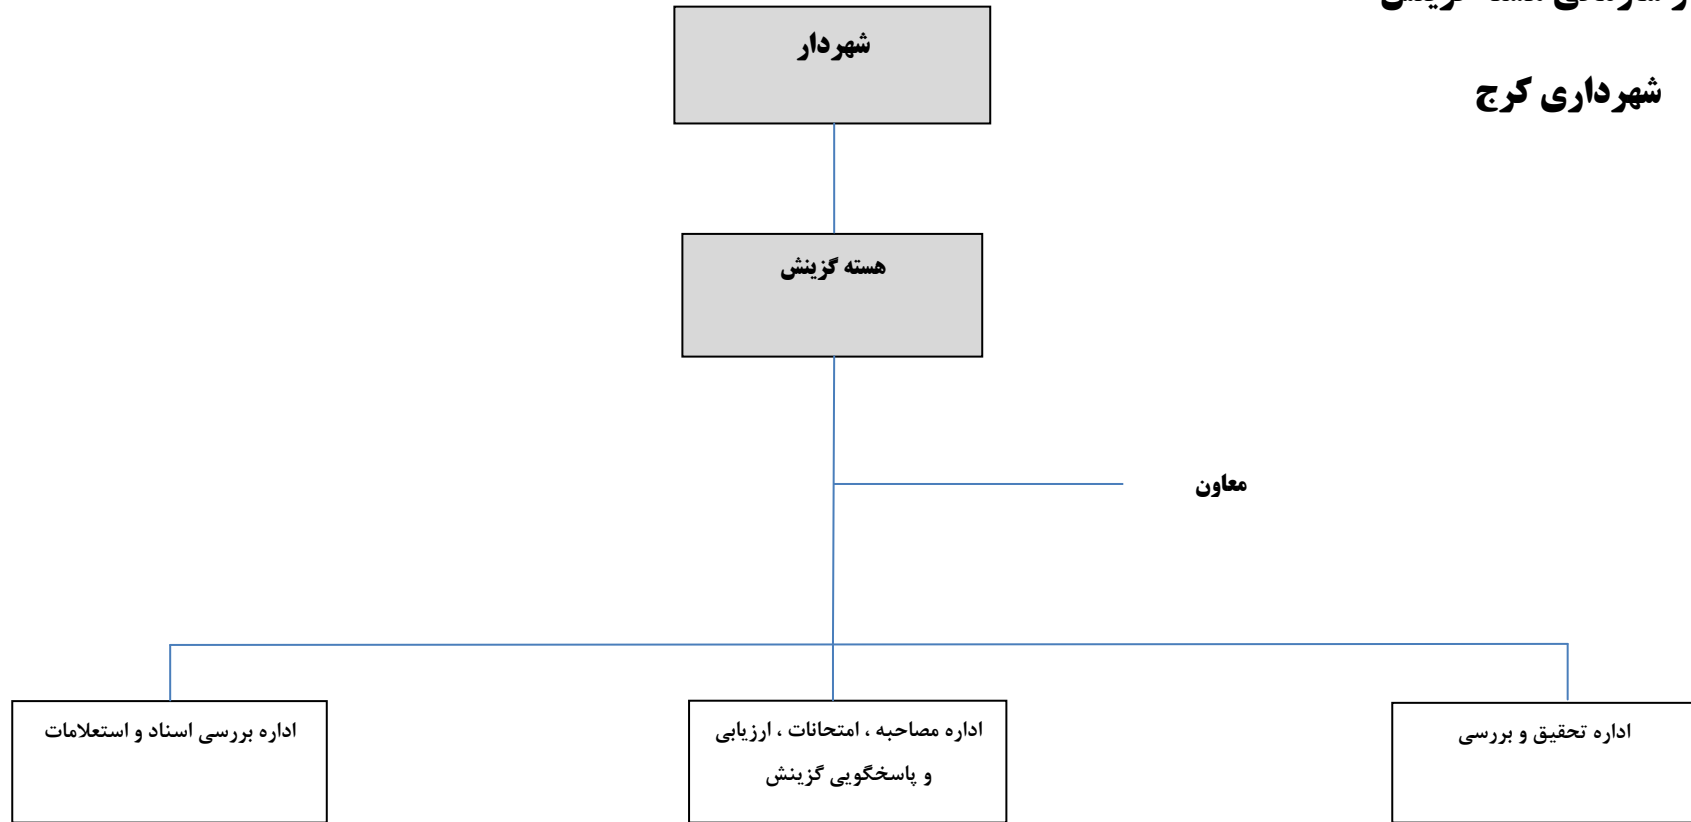 شهرداری کرج
شهردار
هسته گزینش
معاون
اداره تحقیق و بررسی
اداره مصاحبه ، امتحانات ، ارزیابی
و پاسخگویی گزینش
اداره بررسی اسناد و استعلامات